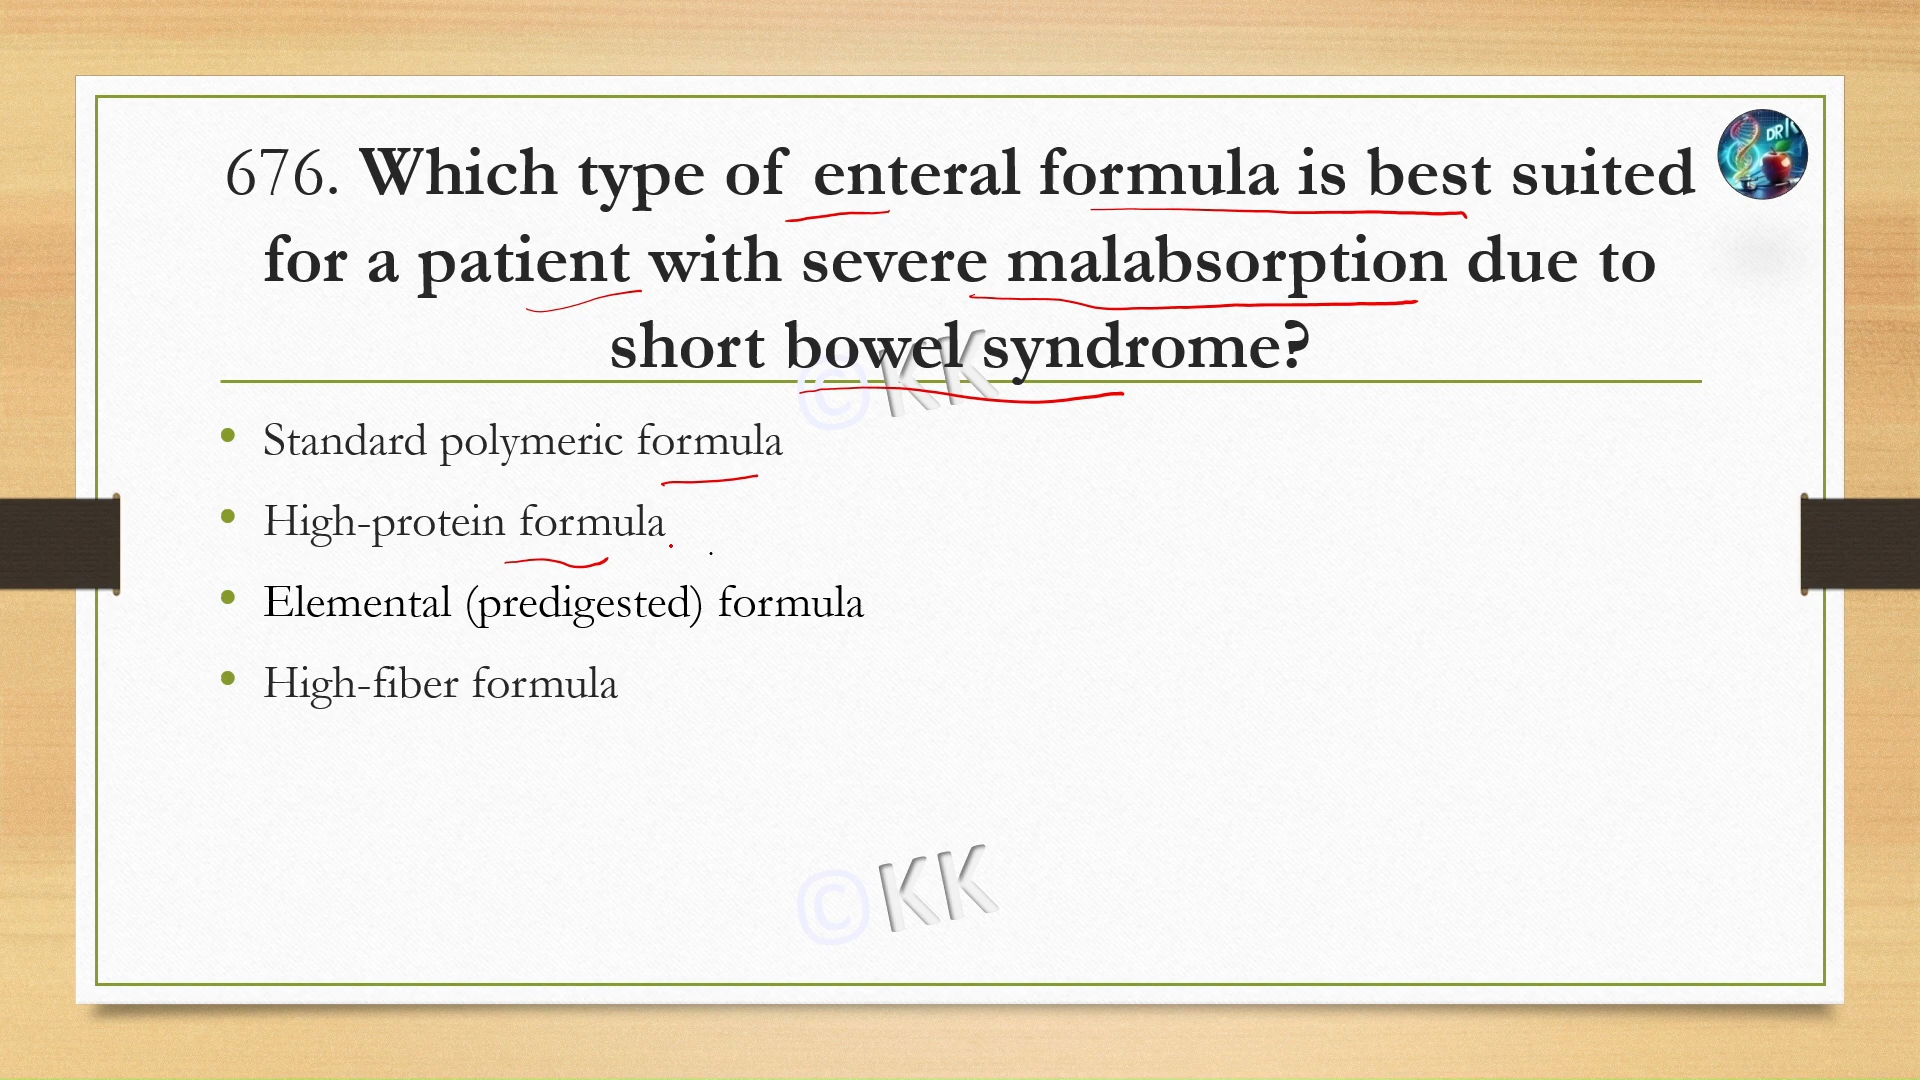 DR
676. Which type of enteral formula is best suited
for a patient with severe malabsorption due to
short bowel syndrome?
©KK
• Standard polymeric formula
• High-protein formula
• Elemental (predigested) formula
• High-fiber formula
©KK